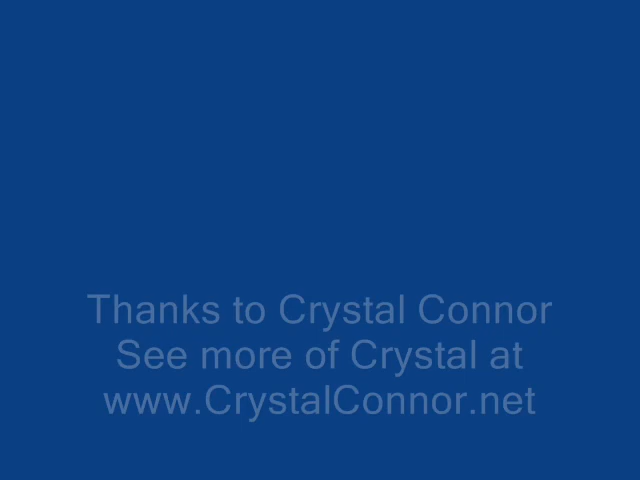 Thanks to Crystal Connor
See more of Crystal at
www.CrystalConnor.net